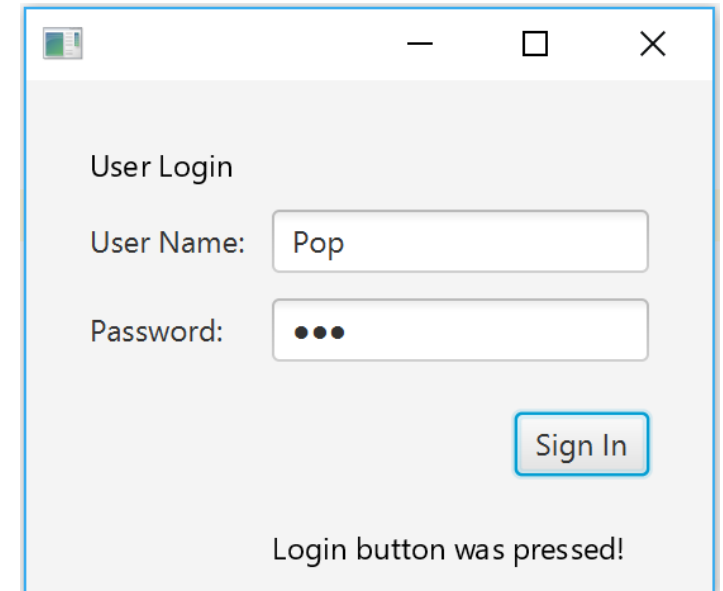 User Login
User Name: Pop
Password: ●●●
Sign In
Login button was pressed!